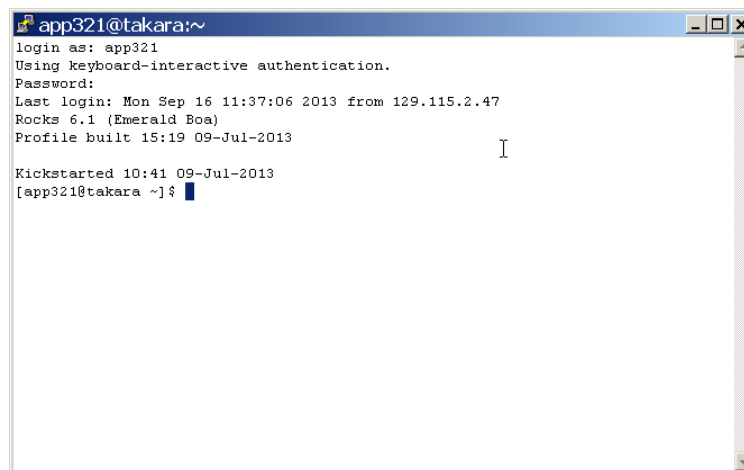 app321@takara:~
login as: app321
Using keyboard-interactive authentication.
Password:
Last login: Mon Sep 16 11:37:06 2013 from 129.115.2.47
Rocks 6.1 (Emerald Boa)
Profile built 15:19 09-Jul-2013
Kickstarted 10:41 09-Jul-2013
[app321@takara ~]$